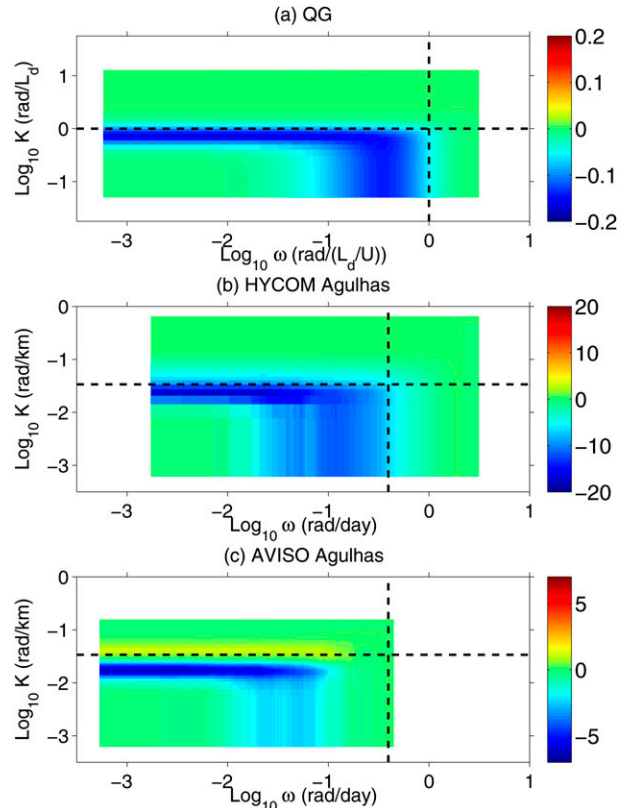 (a) QG
Log₁₀ K (rad/L_d)
1
0
−1
−3 −2 −1 0 1
Log₁₀ ω (rad/(L_d/U))
0.2
0.1
0
−0.1
−0.2
(b) HYCOM Agulhas
Log₁₀ K (rad/km)
0
−1
−2
−3
−3 −2 −1 0 1
Log₁₀ ω (rad/day)
20
10
0
−10
−20
(c) AVISO Agulhas
Log₁₀ K (rad/km)
0
−1
−2
−3
−3 −2 −1 0 1
Log₁₀ ω (rad/day)
5
0
−5